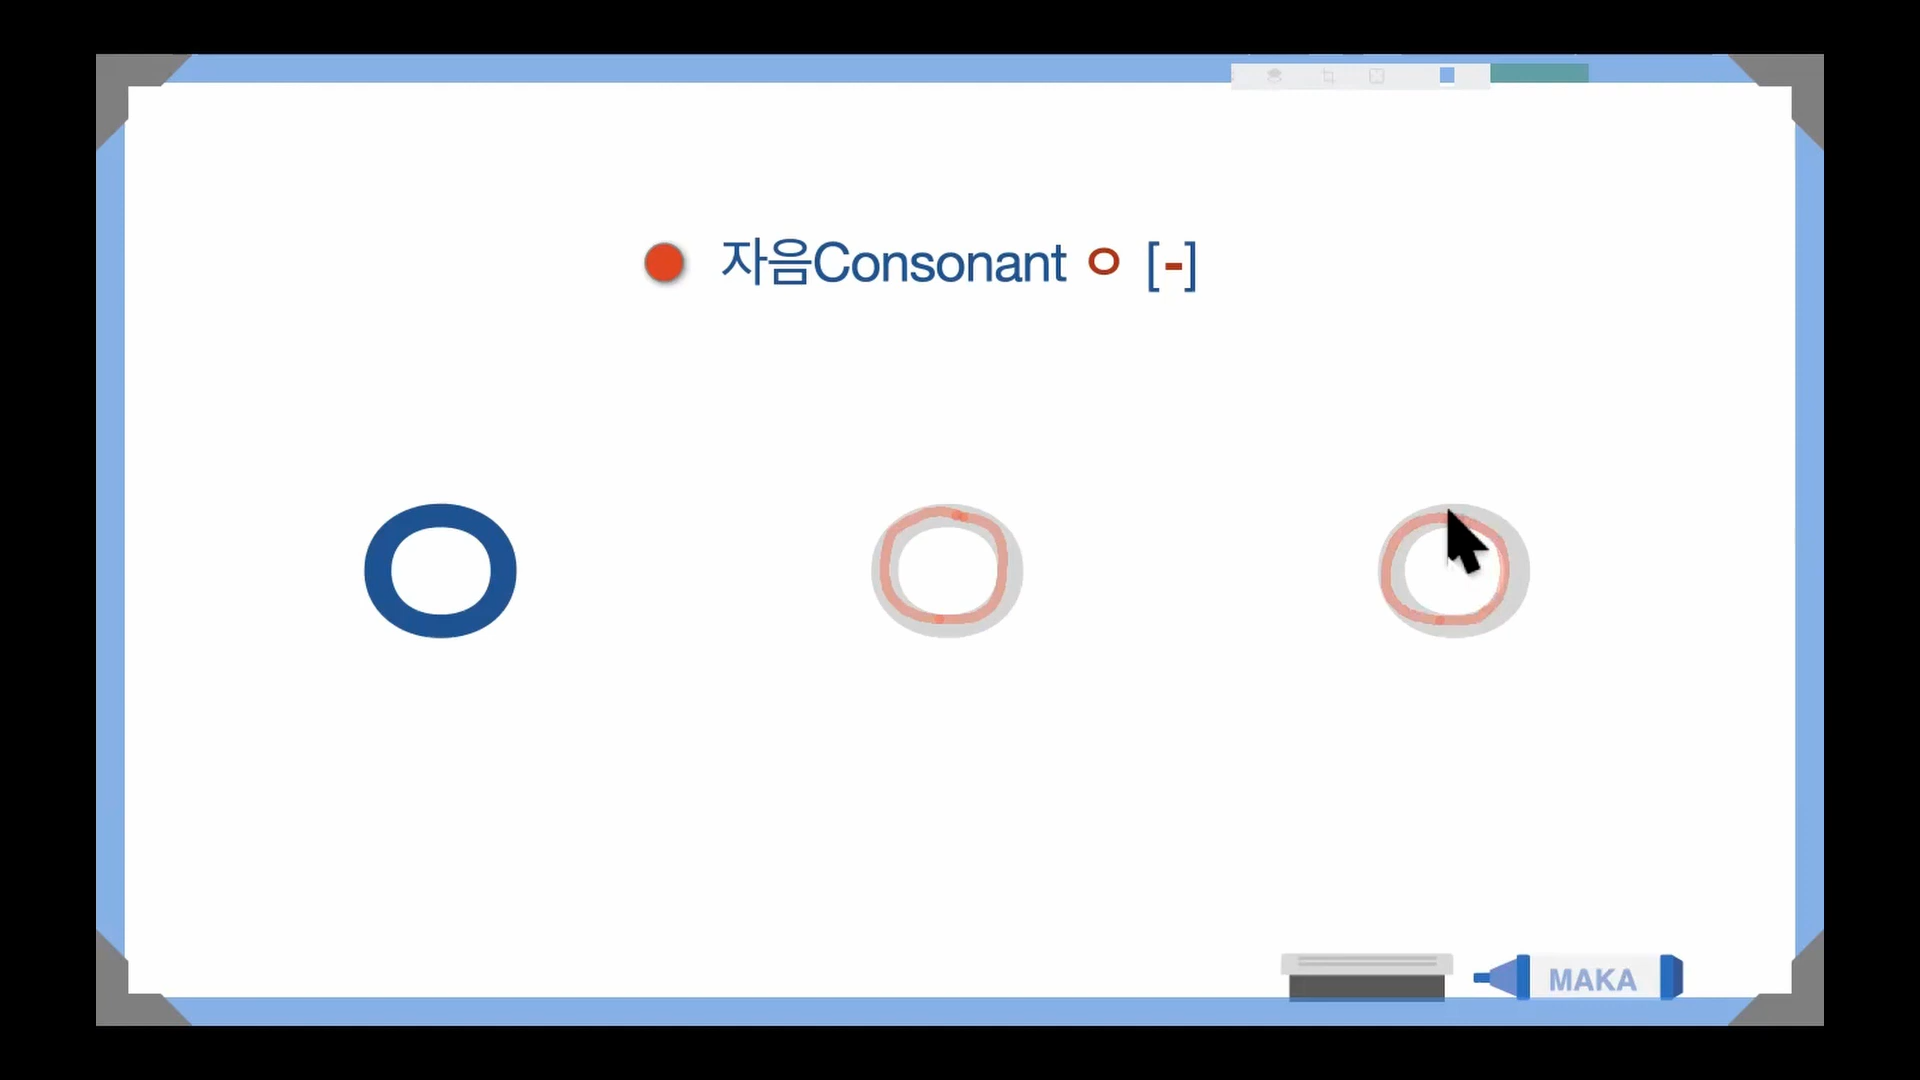 자음Consonant ㅇ [-]
ㅇ ㅇ ㅇ
MAKA